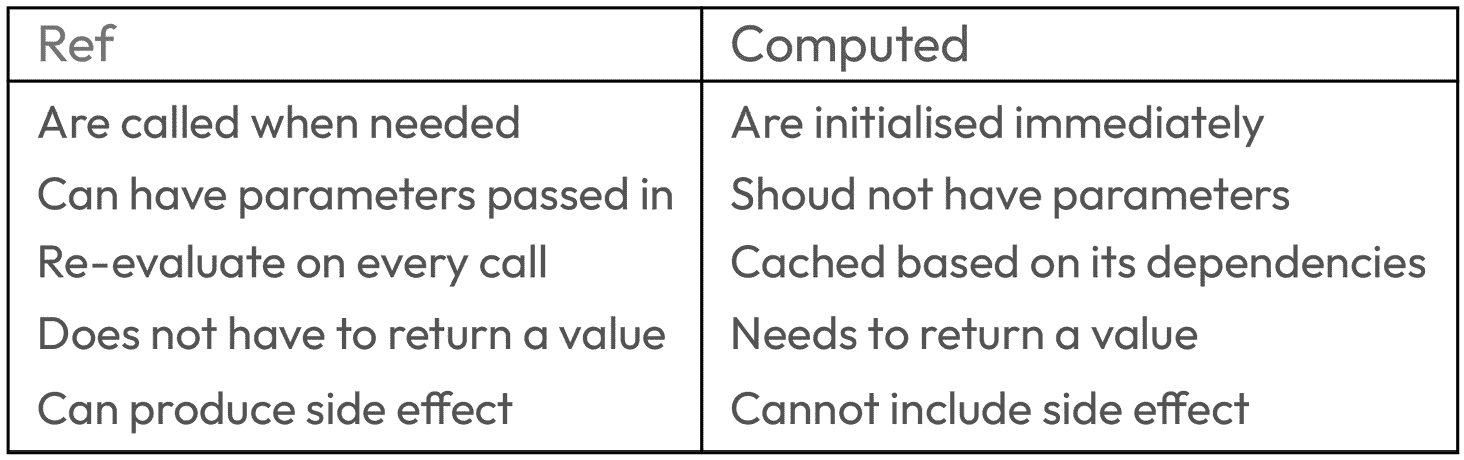 Ref
Computed
Are called when needed
Are initialised immediately
Can have parameters passed in
Shoud not have parameters
Re-evaluate on every call
Cached based on its dependencies
Does not have to return a value
Needs to return a value
Can produce side effect
Cannot include side effect